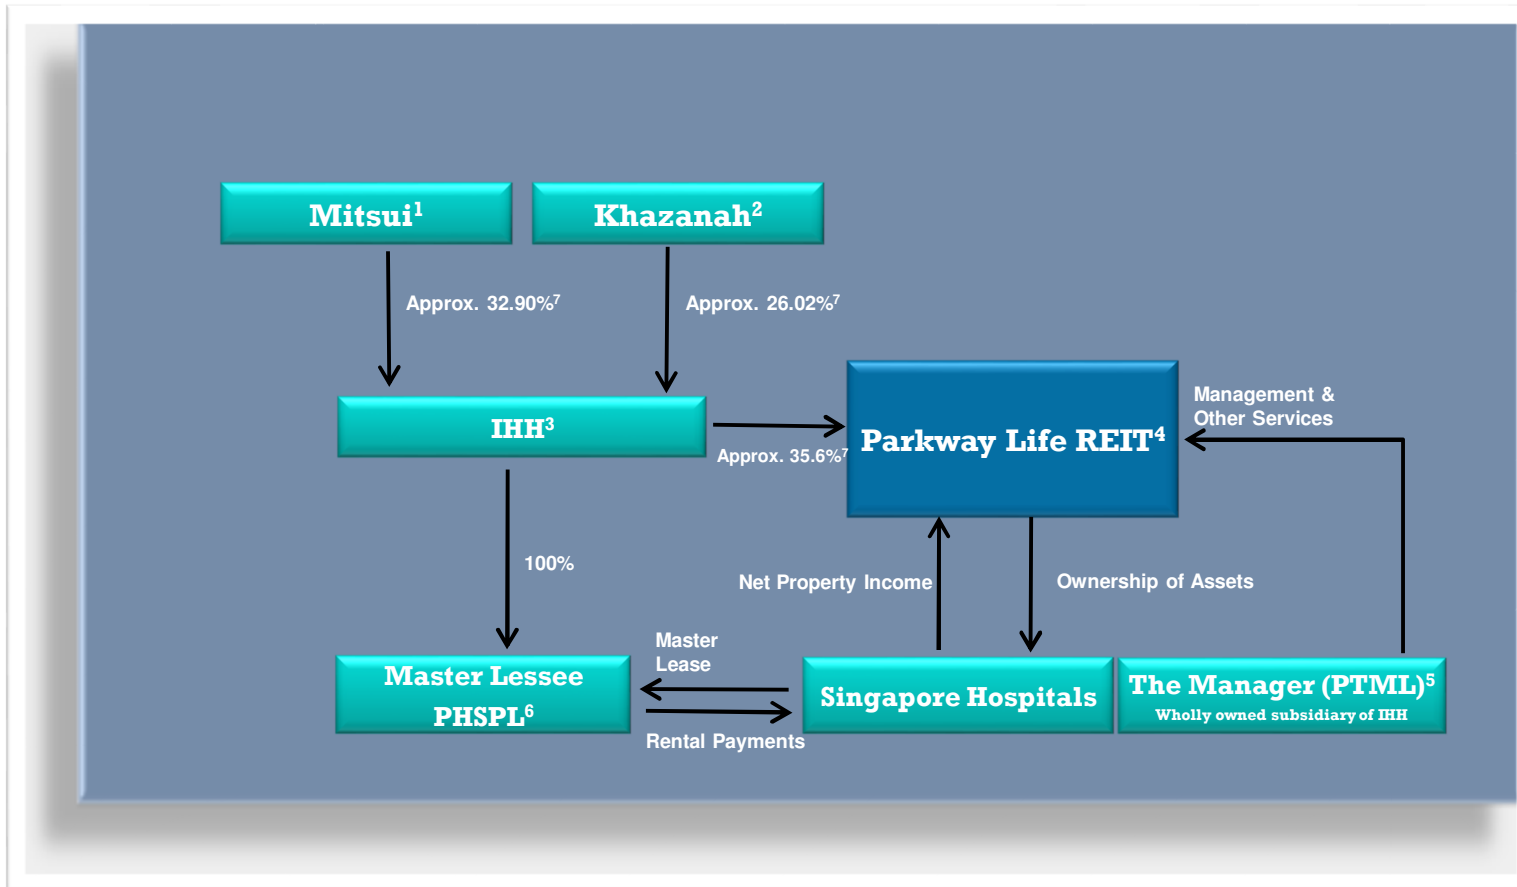 Mitsui¹
Khazanah²
Approx. 32.90%⁷
Approx. 26.02%⁷
IHH³
Approx. 35.6%⁷
Parkway Life REIT⁴
Management &
Other Services
100%
Net Property Income
Ownership of Assets
Master
Lease
Master Lessee
PHSPL⁶
Rental Payments
Singapore Hospitals
The Manager (PTML)⁵
Wholly owned subsidiary of IHH